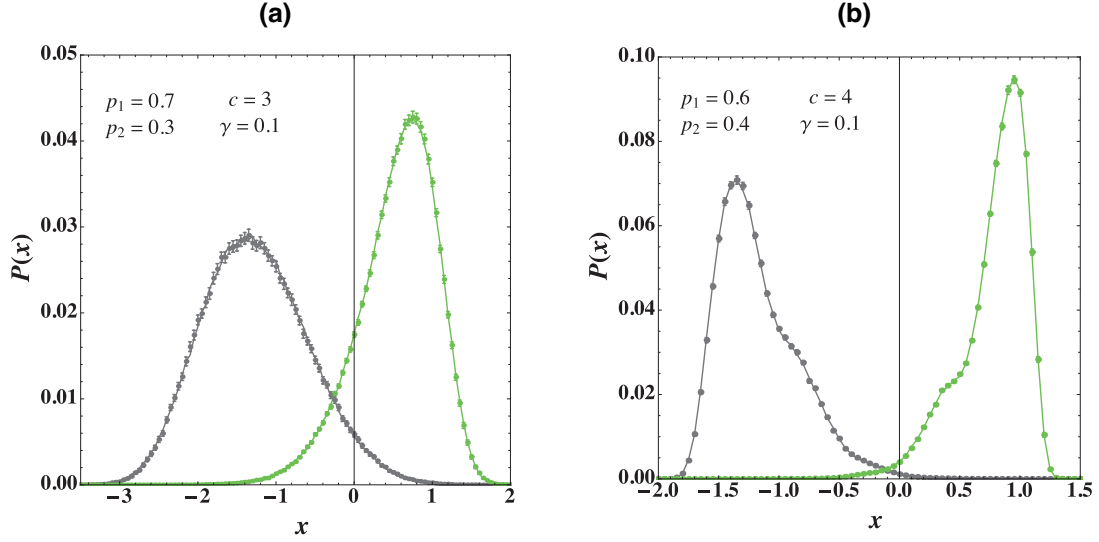 (a)
0.05
0.04
0.03
0.02
0.01
0.00
P(x)
p₁ = 0.7 c = 3
p₂ = 0.3 γ = 0.1
−3 −2 −1 0 1 2
x
(b)
0.10
0.08
0.06
0.04
0.02
0.00
P(x)
p₁ = 0.6 c = 4
p₂ = 0.4 γ = 0.1
−2.0 −1.5 −1.0 −0.5 0.0 0.5 1.0 1.5
x